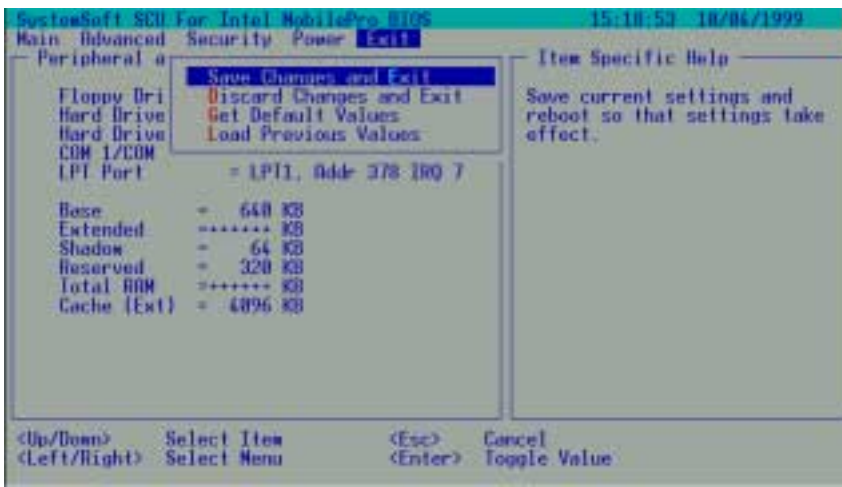 SystemSoft SCU For Intel MobilePro BIOS 15:10:53 10/06/1999
Main Advanced Security Power Exit
Peripheral a
Item Specific Help
Save Changes and Exit
Discard Changes and Exit
Get Default Values
Load Previous Values
Save current settings and
reboot so that settings take
effect.
Floppy Dri
Hard Drive
Hard Drive
COM 1/COM
LPT Port = LPT1, Addr 378 IRQ 7
Base = 640 KB
Extended =++++++ KB
Shadow = 64 KB
Reserved = 320 KB
Total RAM =++++++ KB
Cache (Ext) = 4096 KB
<Up/Down> Select Item <Esc> Cancel
<Left/Right> Select Menu <Enter> Toggle Value